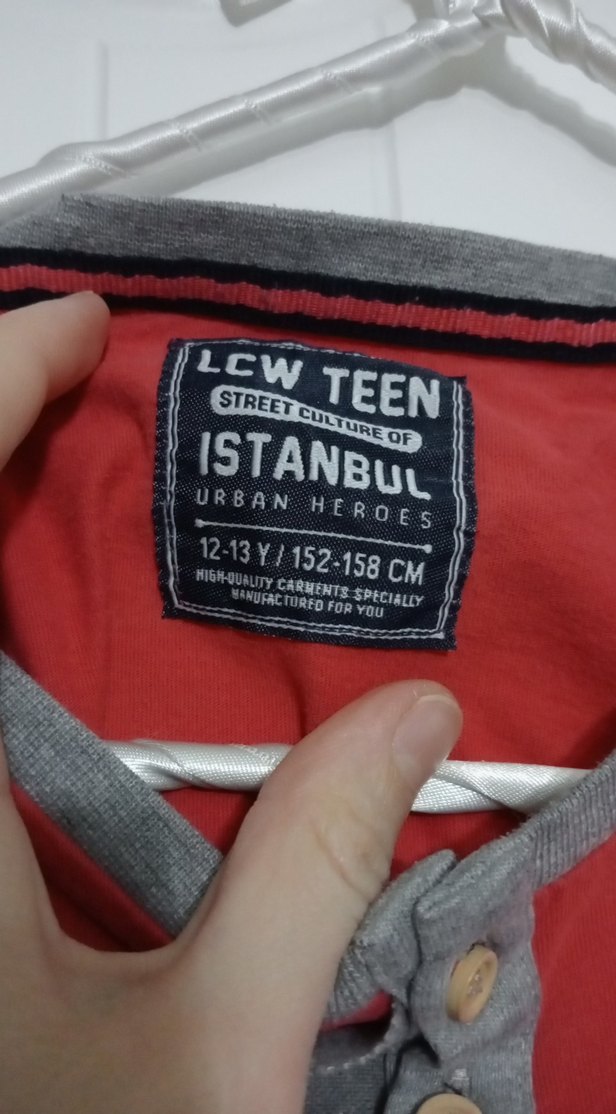 LCW TEEN
STREET CULTURE OF
ISTANBUL
URBAN HEROES
12-13 Y / 152-158 CM
HIGH-QUALITY GARMENTS SPECIALLY
MANUFACTURED FOR YOU